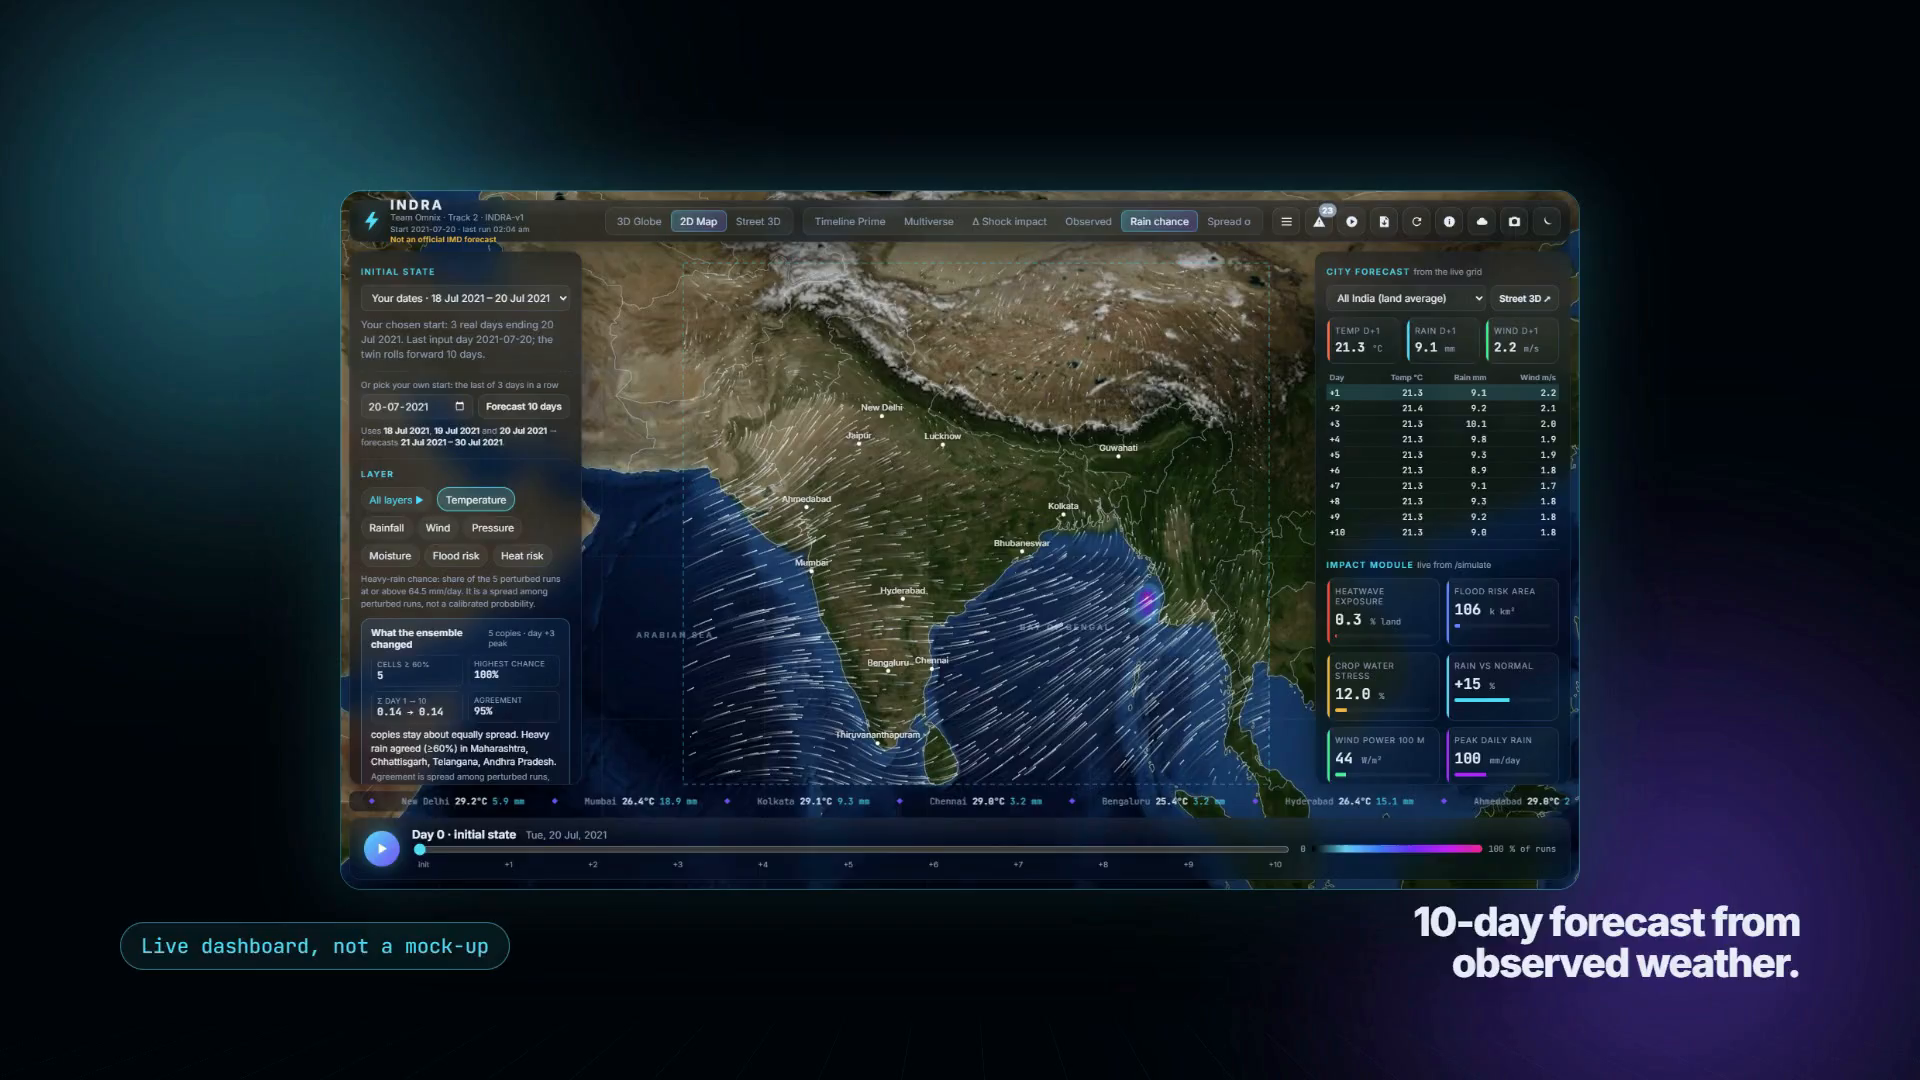 INDRA
Team Omnix · Track 2 · INDRA-v1
Start 2021-07-20 · last run 02:04 am
Not an official IMD forecast
3D Globe 2D Map Street 3D
Timeline Prime Multiverse Δ Shock impact Observed Rain chance Spread σ
23
INITIAL STATE
Your dates · 18 Jul 2021 – 20 Jul 2021
Your chosen start: 3 real days ending 20
Jul 2021. Last input day 2021-07-20; the
twin rolls forward 10 days.
Or pick your own start: the last of 3 days in a row
20-07-2021 Forecast 10 days
Uses 18 Jul 2021, 19 Jul 2021 and 20 Jul 2021 →
forecasts 21 Jul 2021 – 30 Jul 2021.
LAYER
All layers ▶ Temperature
Rainfall Wind Pressure
Moisture Flood risk Heat risk
Heavy-rain chance: share of the 5 perturbed runs
at or above 64.5 mm/day. It is a spread among
perturbed runs, not a calibrated probability.
What the ensemble
changed
5 copies · day +3
peak
CELLS ≥ 60%
5
HIGHEST CHANCE
100%
Σ DAY 1 → 10
0.14 → 0.14
AGREEMENT
95%
copies stay about equally spread. Heavy
rain agreed (≥60%) in Maharashtra,
Chhattisgarh, Telangana, Andhra Pradesh.
Agreement is spread among perturbed runs,
New Delhi
Jaipur
Lucknow
Guwahati
Ahmedabad
Kolkata
Bhubaneswar
Mumbai
Hyderabad
ARABIAN SEA
BAY OF BENGAL
Bengaluru
Chennai
Thiruvananthapuram
CITY FORECAST from the live grid
All India (land average) Street 3D ↗
TEMP D+1
21.3 °C
RAIN D+1
9.1 mm
WIND D+1
2.2 m/s
Day Temp °C Rain mm Wind m/s
+1 21.3 9.1 2.2
+2 21.4 9.2 2.1
+3 21.3 10.1 2.0
+4 21.3 9.8 1.9
+5 21.3 9.3 1.9
+6 21.3 8.9 1.8
+7 21.3 9.1 1.7
+8 21.3 9.3 1.8
+9 21.3 9.2 1.8
+10 21.3 9.0 1.8
IMPACT MODULE live from /simulate
HEATWAVE
EXPOSURE
0.3 % land
FLOOD RISK AREA
106 k km²
CROP WATER
STRESS
12.0 %
RAIN VS NORMAL
+15 %
WIND POWER 100 M
44 W/m²
PEAK DAILY RAIN
100 mm/day
New Delhi 29.2°C 5.9 mm Mumbai 26.4°C 18.9 mm Kolkata 29.1°C 9.3 mm Chennai 29.0°C 3.2 mm Bengaluru 25.4°C 3.2 mm Hyderabad 26.4°C 15.1 mm Ahmedabad 29.0°C 2
Day 0 · initial state Tue, 20 Jul, 2021
0 100 % of runs
Init +1 +2 +3 +4 +5 +6 +7 +8 +9 +10
Live dashboard, not a mock-up
10-day forecast from
observed weather.